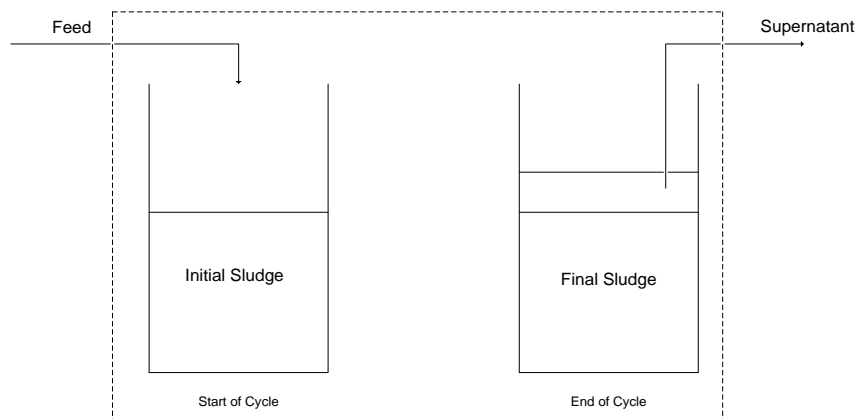 Feed
Supernatant
Initial Sludge
Final Sludge
Start of Cycle
End of Cycle